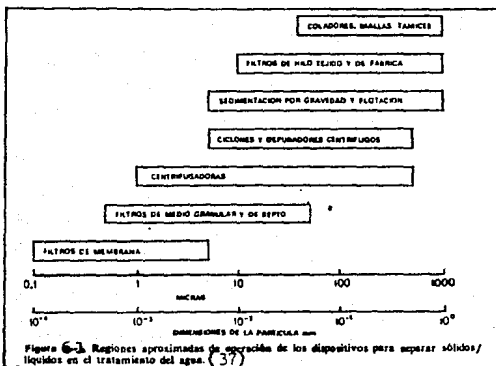 COLADORES, MALLAS, TAMICES
FILTROS DE HILO TEJIDO Y DE FABRICA
SEDIMENTACION POR GRAVEDAD Y FLOTACION
CICLONES Y DEPURADORES CENTRIFUGOS
CENTRIFUGADORAS
FILTROS DE MEDIO GRANULAR Y DE SEPTO
FILTROS DE MEMBRANA
0.1 1 10 100 1000
MICRAS
10⁻⁴ 10⁻³ 10⁻² 10⁻¹ 10⁰
DIMENSIONES DE LA PARTICULA mm
Figura 6-1 Regiones aproximadas de operación de los dispositivos para separar sólidos/
líquidos en el tratamiento del agua. (37)